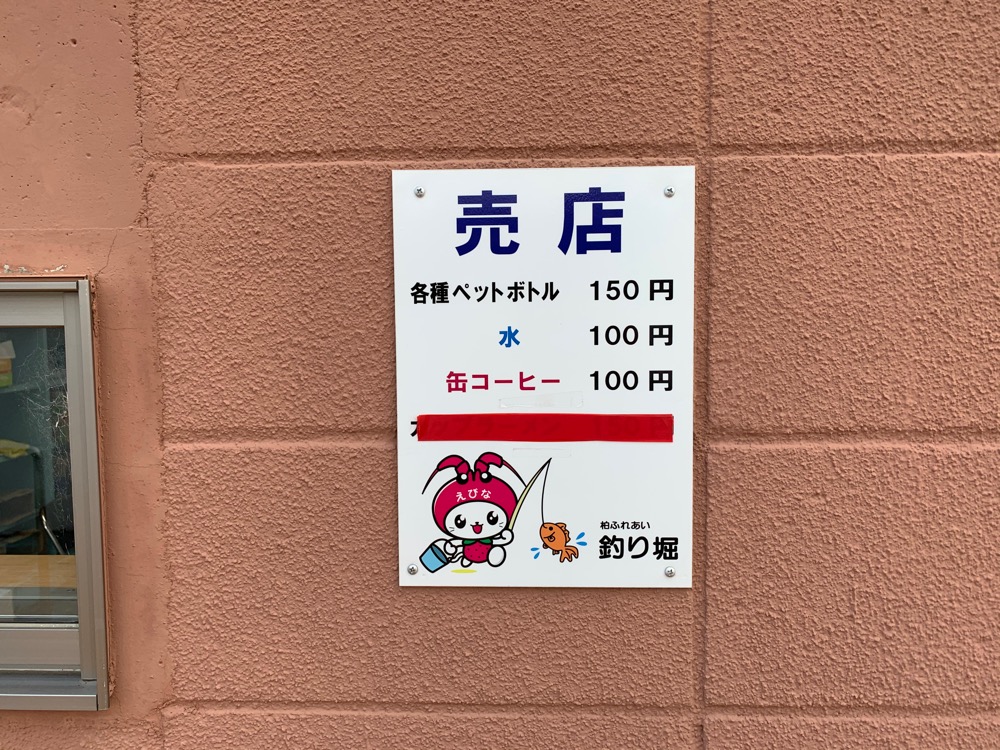 売店
各種ペットボトル 150円
水 100円
缶コーヒー 100円
えびな
柏ふれあい
釣り堀